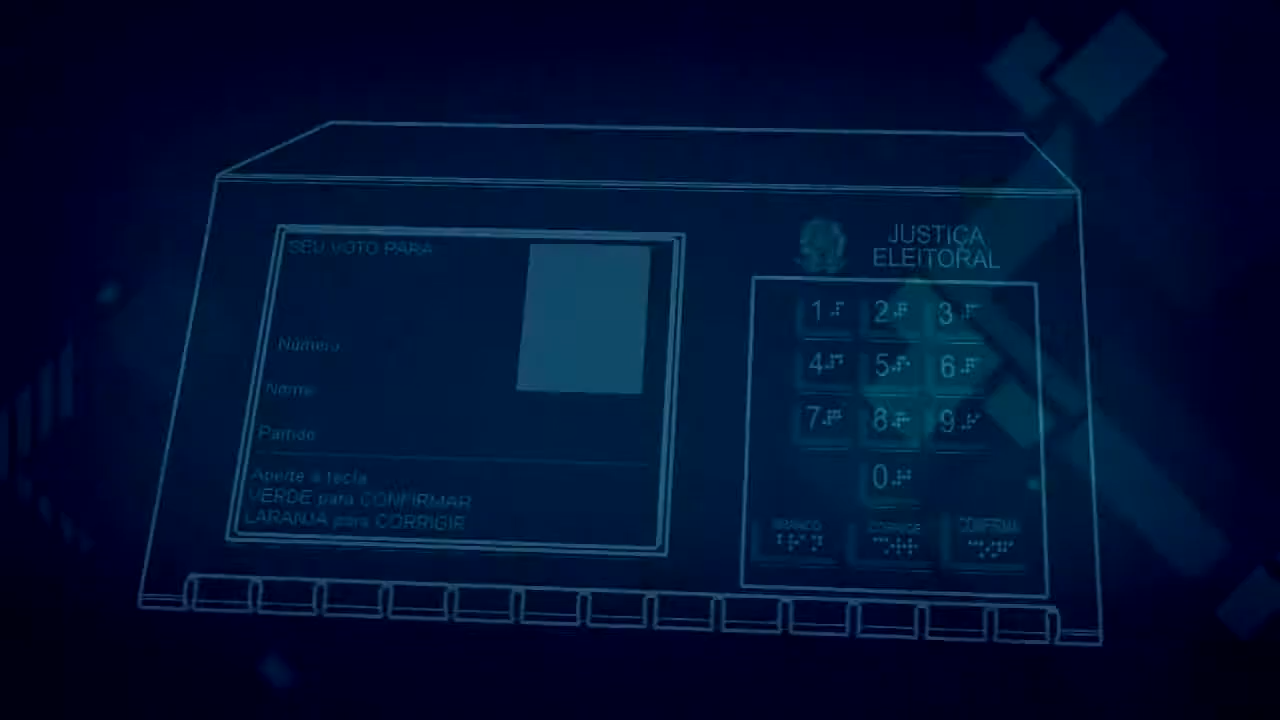 SEU VOTO PARA
Número
Nome
Partido
Aperte a tecla
VERDE para CONFIRMAR
LARANJA para CORRIGIR
JUSTIÇA
ELEITORAL
1 2 3
4 5 6
7 8 9
0
BRANCO CORRIGE CONFIRMA